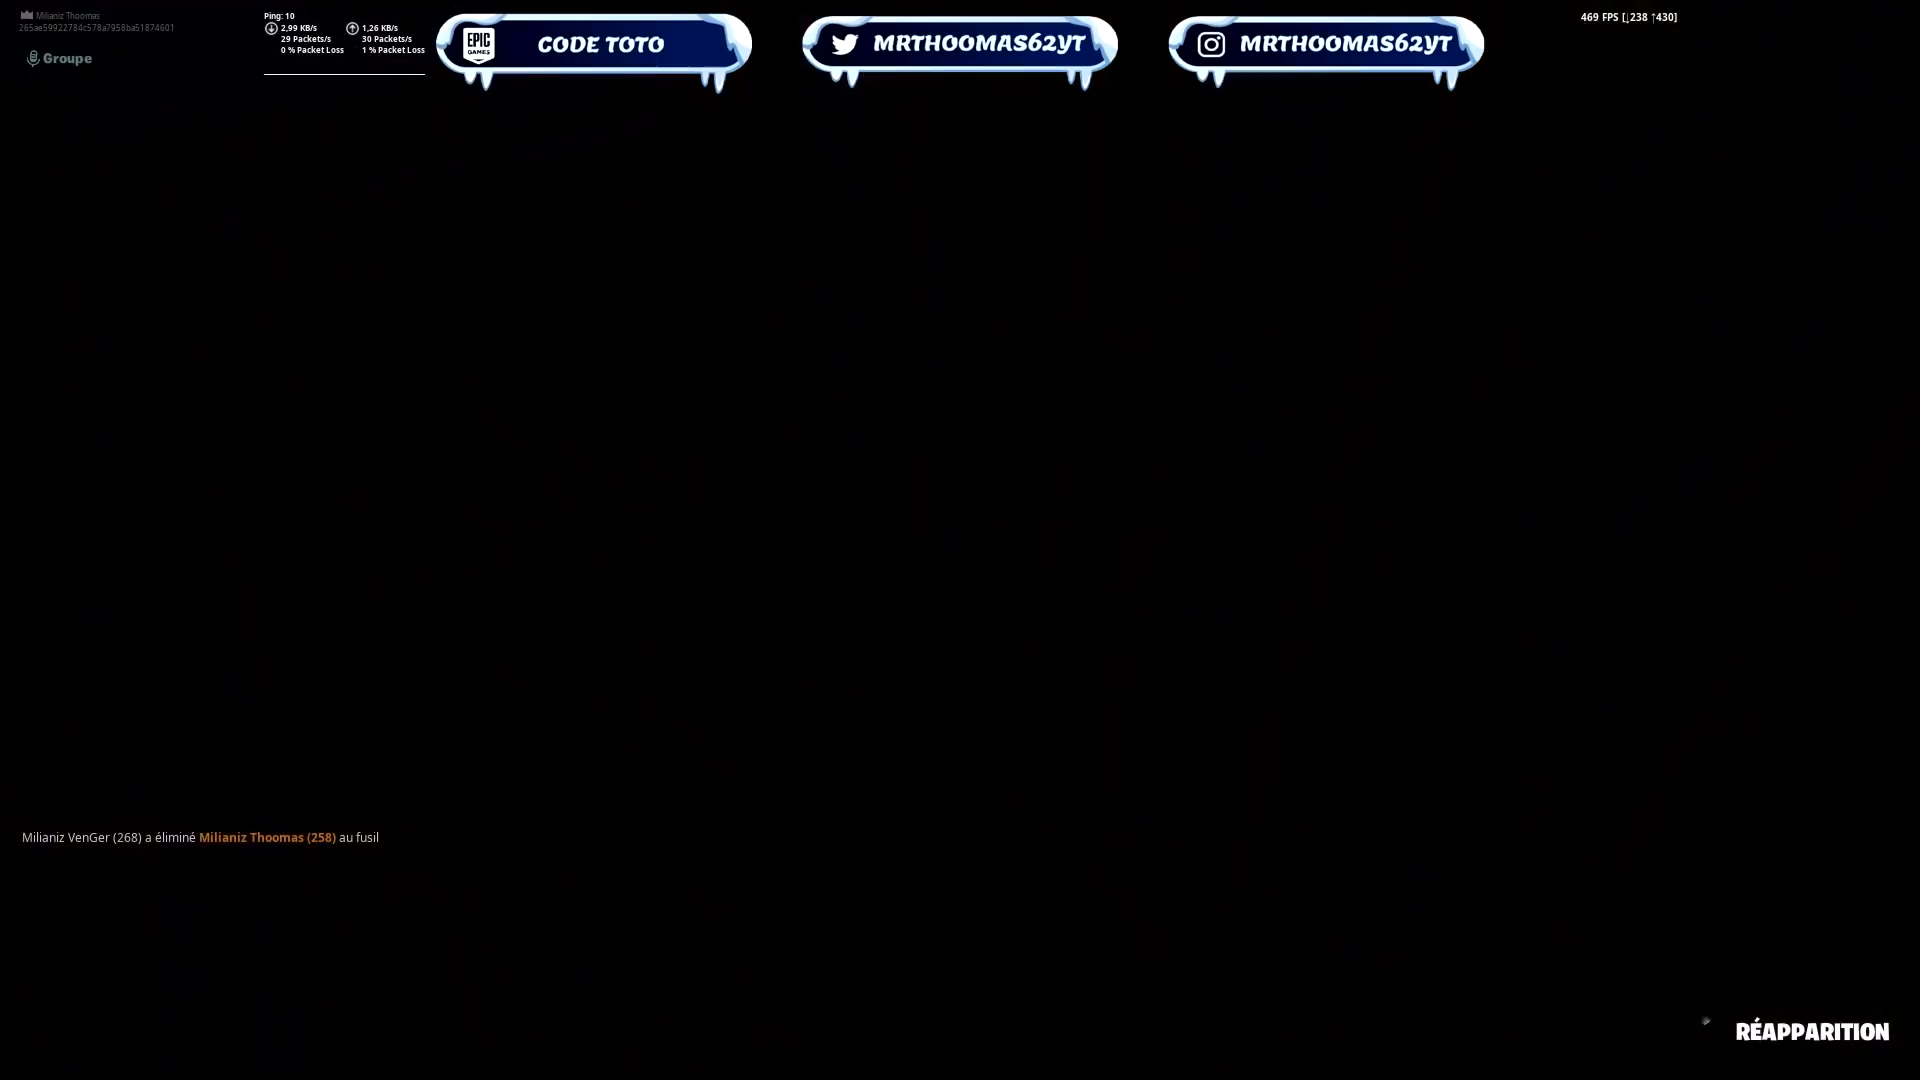 Milianiz Thoomas
265ae59922784c578a7958ba51874601
Groupe
Ping: 10
2,99 KB/s 1,26 KB/s
29 Packets/s 30 Packets/s
0 % Packet Loss 1 % Packet Loss
EPIC
GAMES
CODE TOTO
MRTHOOMAS62YT
MRTHOOMAS62YT
469 FPS [↓238 ↑430]
Milianiz VenGer (268) a éliminé Milianiz Thoomas (258) au fusil
RÉAPPARITION